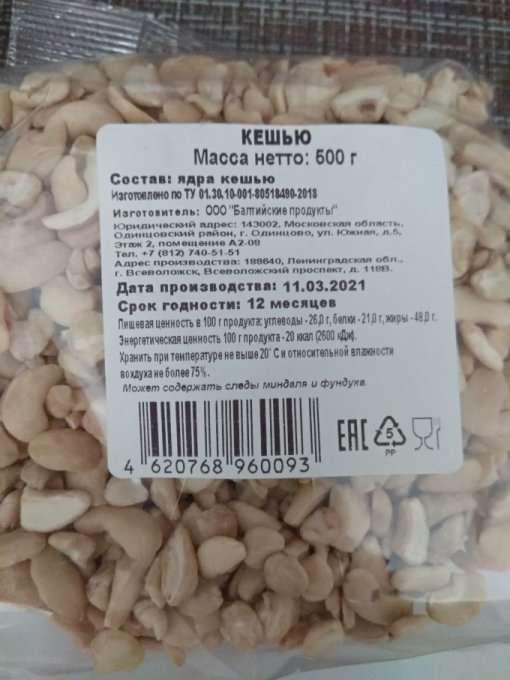 КЕШЬЮ
Масса нетто: 500 г
Состав: ядра кешью
Изготовлено по ТУ 01.30.10-001-80518490-2018
Изготовитель: ООО "Балтийские продукты"
Юридический адрес: 143002, Московская область,
Одинцовский район, г. Одинцово, ул. Южная, д.5,
Этаж 2, помещение А2-08
Тел. +7 (812) 740-51-51
Адрес производства: 188640, Ленинградская обл.,
г. Всеволожск, Всеволожский проспект, д. 118В.
Дата производства: 11.03.2021
Срок годности: 12 месяцев
Пищевая ценность в 100 г продукта: углеводы - 26,0 г, белки - 21,0 г, жиры - 48,0 г.
Энергетическая ценность 100 г продукта - 20 ккал (2600 кДж).
Хранить при температуре не выше 20° С и относительной влажности
воxдуха не более 75%.
Может содержать следы миндаля и фундука.
4 620768 960093
ЕАС
5
PP